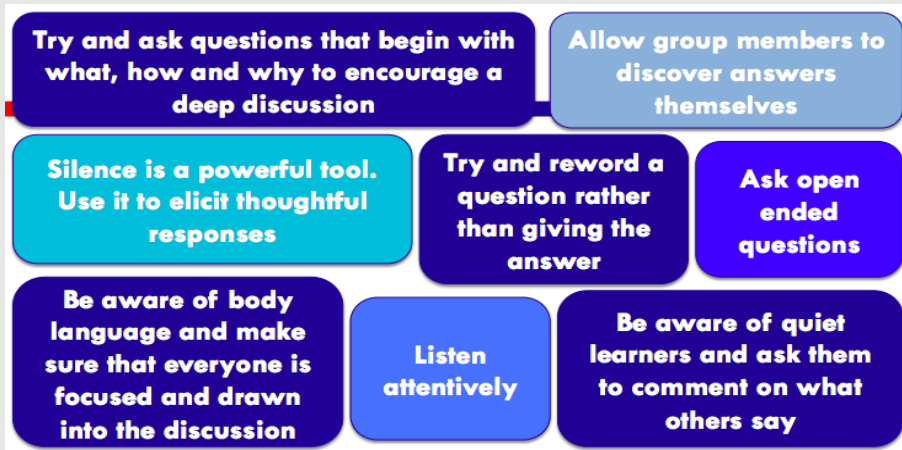 Try and ask questions that begin with
what, how and why to encourage a
deep discussion
Allow group members to
discover answers
themselves
Silence is a powerful tool.
Use it to elicit thoughtful
responses
Try and reword a
question rather
than giving the
answer
Ask open
ended
questions
Be aware of body
language and make
sure that everyone is
focused and drawn
into the discussion
Listen
attentively
Be aware of quiet
learners and ask them
to comment on what
others say